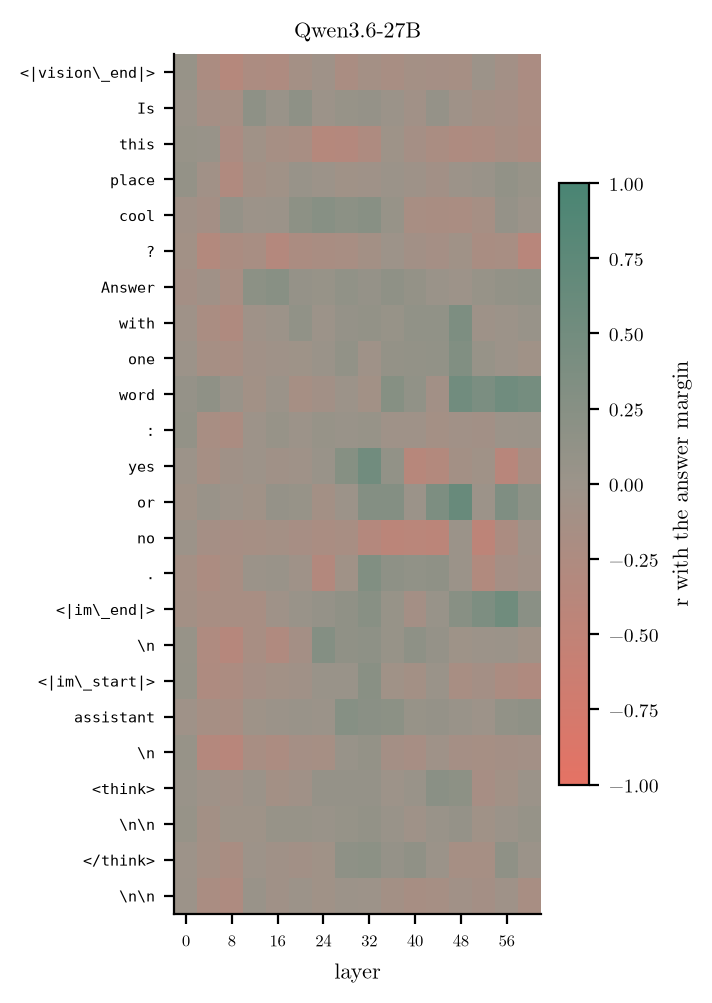 Qwen3.6-27B
<|vision\_end|>
Is
this
place
cool
?
Answer
with
one
word
:
yes
or
no
.
<|im\_end|>
\n
<|im\_start|>
assistant
\n
<think>
\n\n
</think>
\n\n
0 8 16 24 32 40 48 56
layer
1.00
0.75
0.50
0.25
0.00
−0.25
−0.50
−0.75
−1.00
r with the answer margin